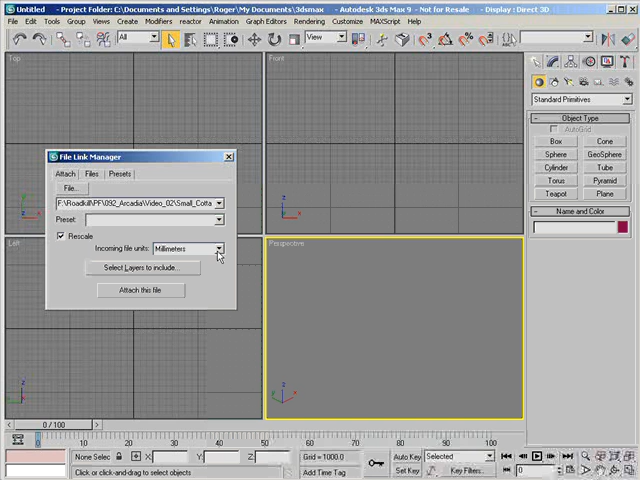 Untitled - Project Folder: C:\Documents and Settings\Roger\My Documents\3dsmax - Autodesk 3ds Max 9 - Not for Resale - Display : Direct 3D
File Edit Tools Group Views Create Modifiers reactor Animation Graph Editors Rendering Customize MAXScript Help
All View
Top
Front
Standard Primitives
- Object Type
AutoGrid
Box Cone
Sphere GeoSphere
Cylinder Tube
Torus Pyramid
Teapot Plane
- Name and Color
File Link Manager
Attach Files Presets
File...
F:\Roadkill\PF\092_Arcadia\Video_02\Small_Cotta
Preset:
Rescale
Incoming file units: Millimeters
Select Layers to include...
Attach this file
Left
Perspective
0 / 100
0 10 20 30 40 50 60 70 80 90 100
None Selec X: Y: Z: Grid = 1000.0 Auto Key Selected
Click or click-and-drag to select objects Add Time Tag Set Key Key Filters... 0